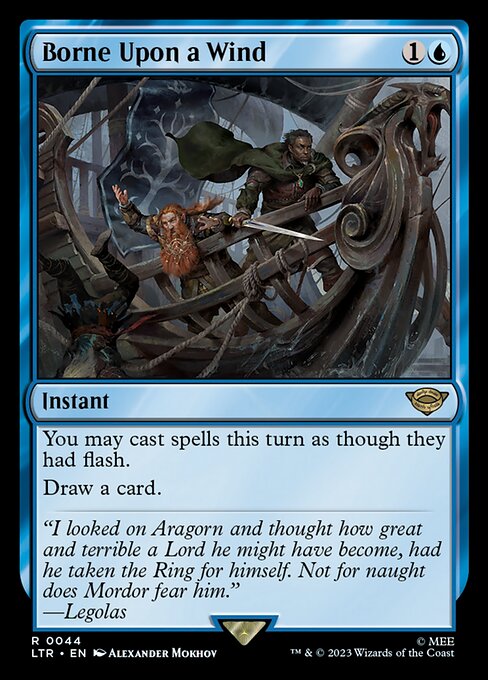 Borne Upon a Wind 1
Instant
You may cast spells this turn as though they
had flash.
Draw a card.
“I looked on Aragorn and thought how great
and terrible a Lord he might have become, had
he taken the Ring for himself. Not for naught
does Mordor fear him.”
—Legolas
R 0044 © MEE
LTR • EN Alexander Mokhov ™ & © 2023 Wizards of the Coast